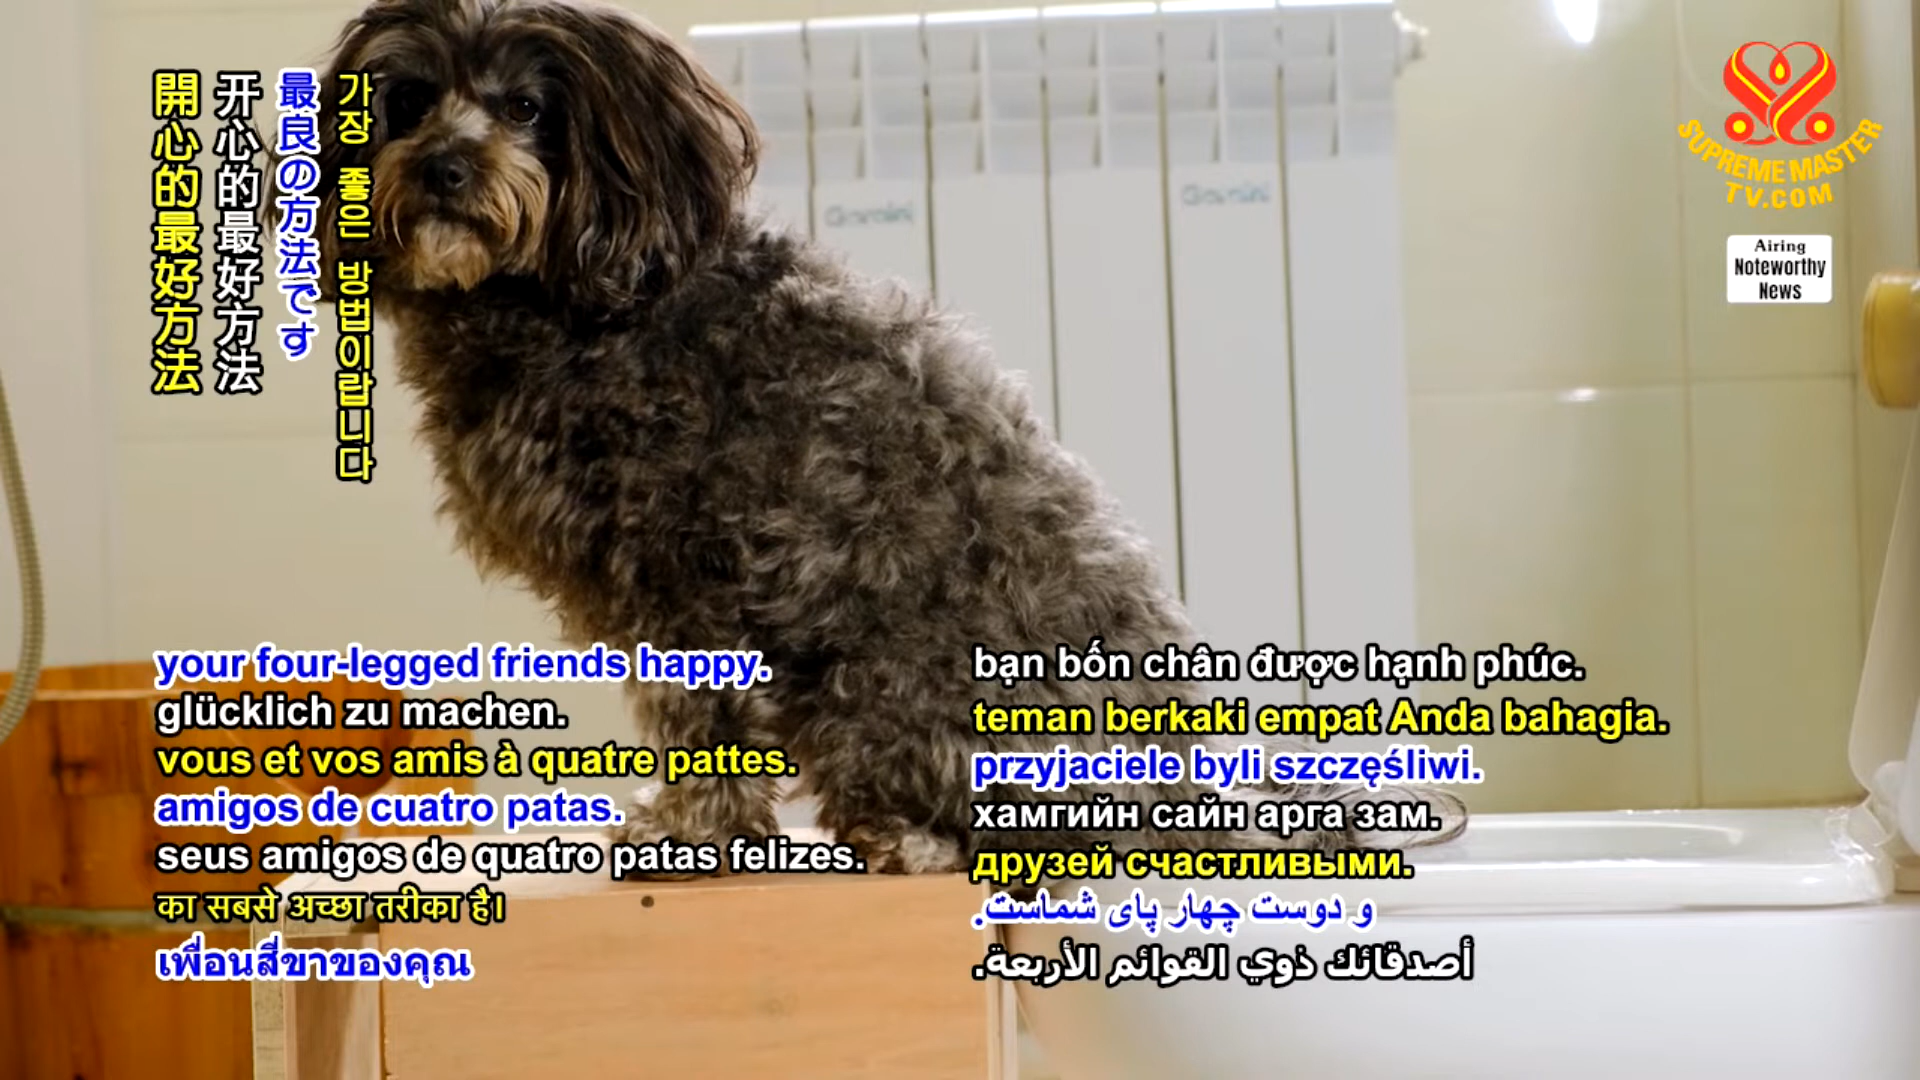 開心的最好方法
开心的最好方法
最良の方法です
가장 좋은 방법이랍니다
SUPREME MASTER
TV.COM
Airing
Noteworthy
News
Gemini Gemini
your four-legged friends happy.
glücklich zu machen.
vous et vos amis à quatre pattes.
amigos de cuatro patas.
seus amigos de quatro patas felizes.
का सबसे अच्छा तरीका है।
เพื่อนสี่ขาของคุณ
bạn bốn chân được hạnh phúc.
teman berkaki empat Anda bahagia.
przyjaciele byli szczęśliwi.
хамгийн сайн арга зам.
друзей счастливыми.
و دوست چهار پای شماست.
أصدقائك ذوي القوائم الأربعة.